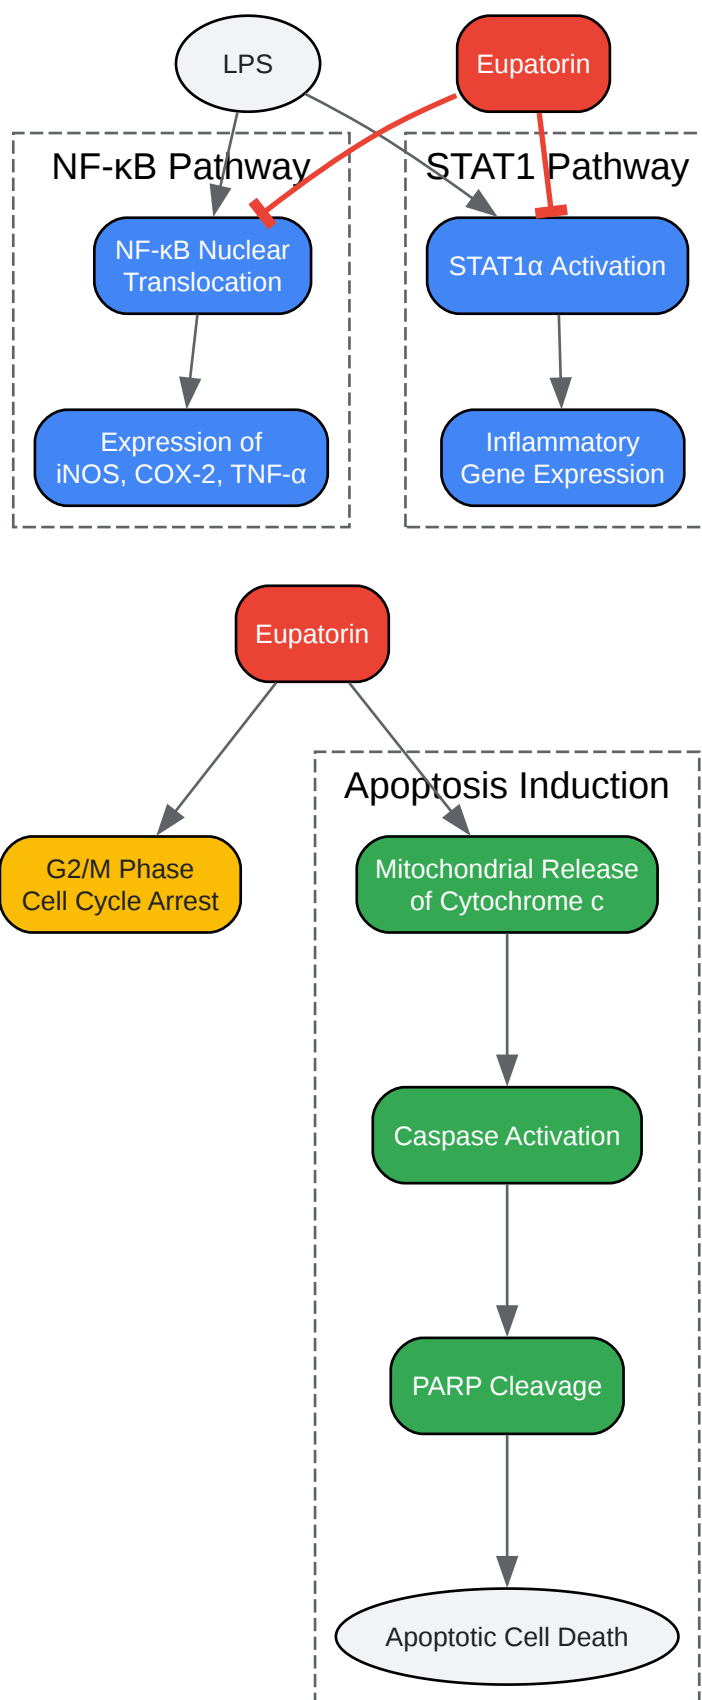 LPS
Eupatorin
NF-κB Pathway
STAT1 Pathway
NF-κB Nuclear
Translocation
STAT1α Activation
Expression of
iNOS, COX-2, TNF-α
Inflammatory
Gene Expression
Eupatorin
Apoptosis Induction
G2/M Phase
Cell Cycle Arrest
Mitochondrial Release
of Cytochrome c
Caspase Activation
PARP Cleavage
Apoptotic Cell Death